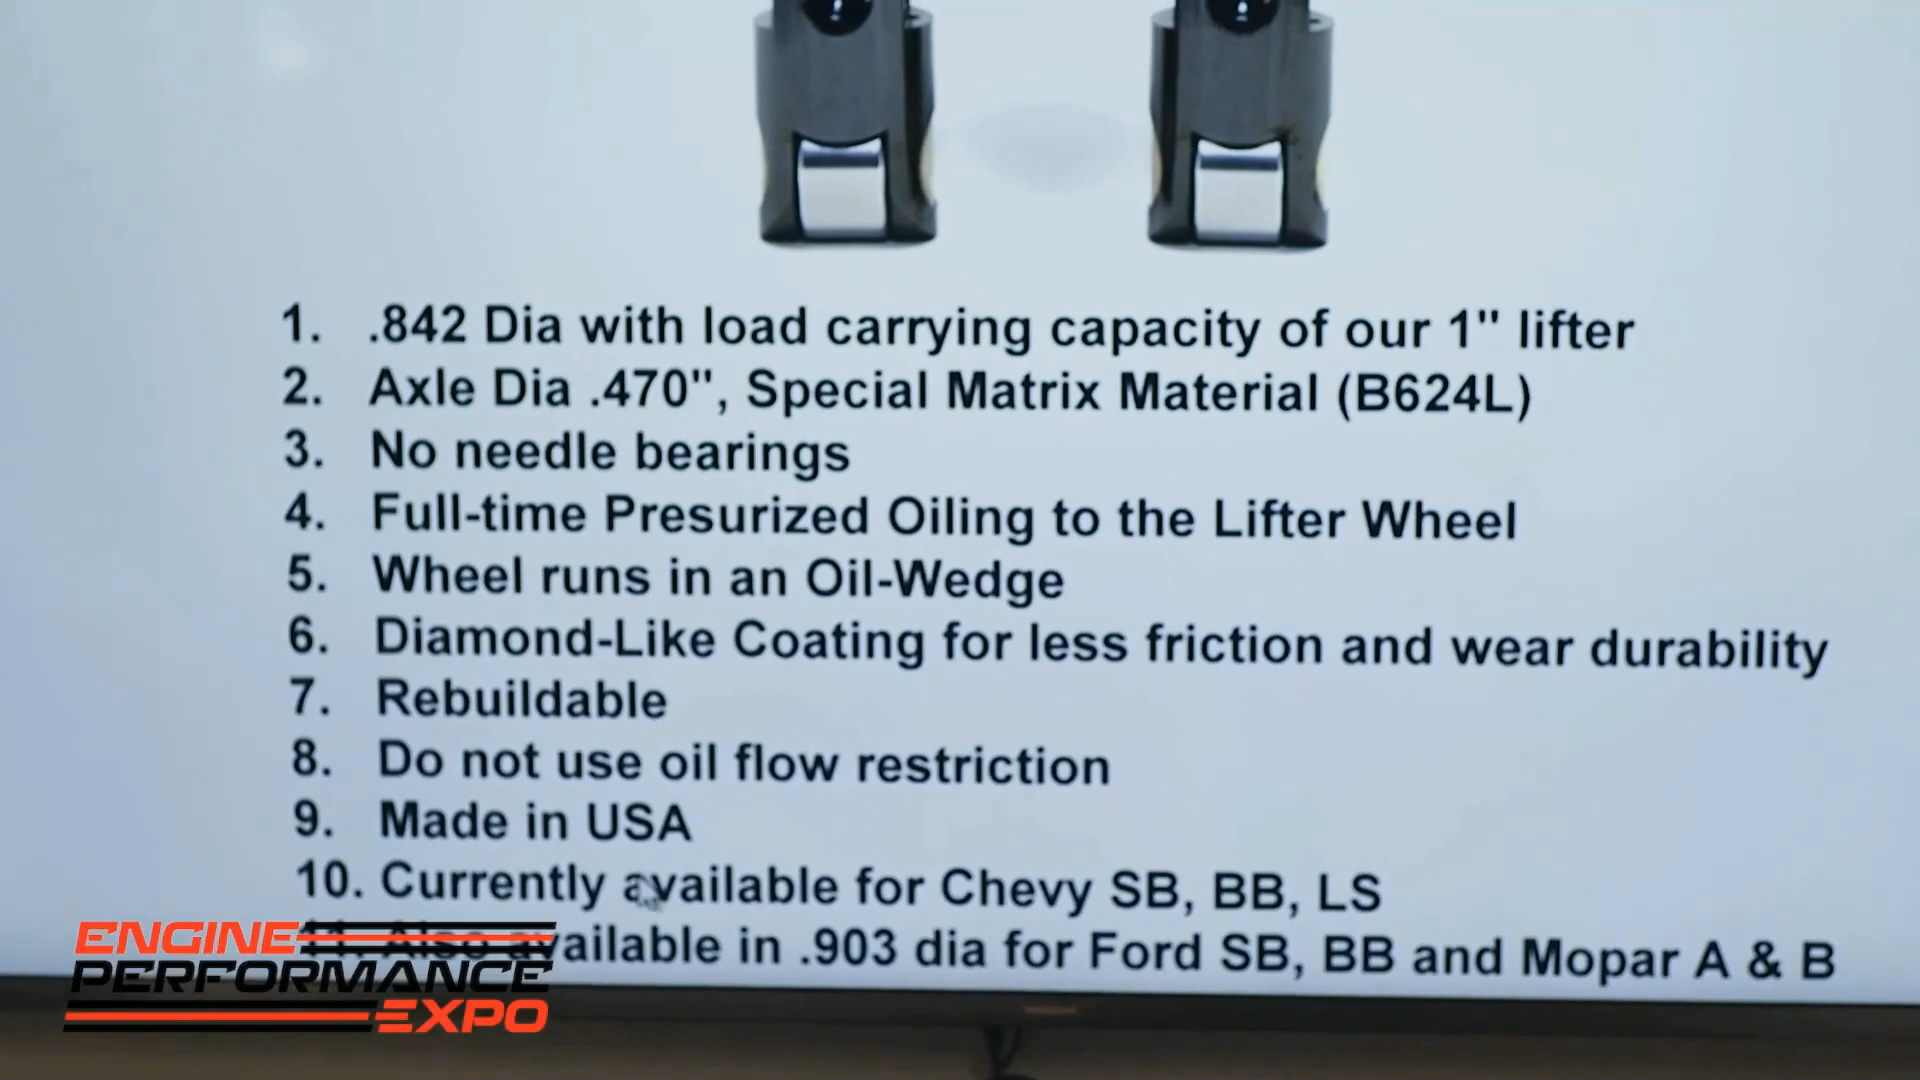 1. .842 Dia with load carrying capacity of our 1" lifter
2. Axle Dia .470", Special Matrix Material (B624L)
3. No needle bearings
4. Full-time Presurized Oiling to the Lifter Wheel
5. Wheel runs in an Oil-Wedge
6. Diamond-Like Coating for less friction and wear durability
7. Rebuildable
8. Do not use oil flow restriction
9. Made in USA
10. Currently available for Chevy SB, BB, LS
11. Also available in .903 dia for Ford SB, BB and Mopar A & B
ENGINE
PERFORMANCE
EXPO